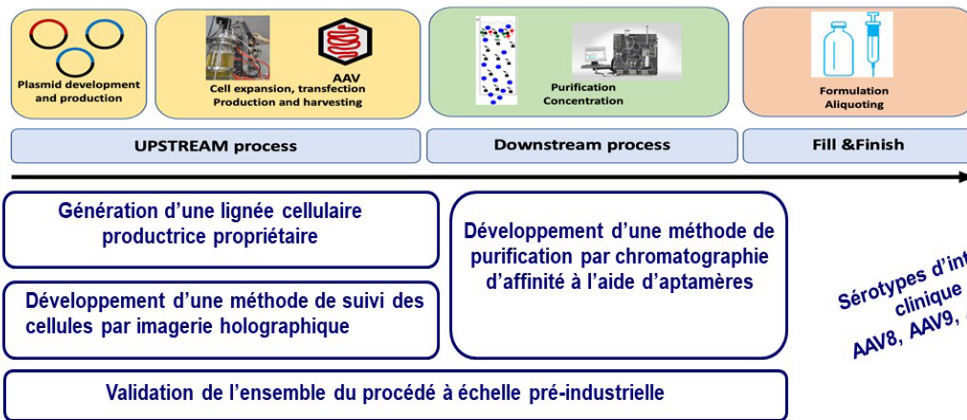 Plasmid development
and production
AAV
Cell expansion, transfection
Production and harvesting
Purification
Concentration
Formulation
Aliquoting
UPSTREAM process
Downstream process
Fill &Finish
Génération d’une lignée cellulaire
productrice propriétaire
Développement d’une méthode de suivi des
cellules par imagerie holographique
Développement d’une méthode de
purification par chromatographie
d’affinité à l’aide d’aptamères
Validation de l’ensemble du procédé à échelle pré-industrielle
Sérotypes
clinique
AAV8, AAV9,